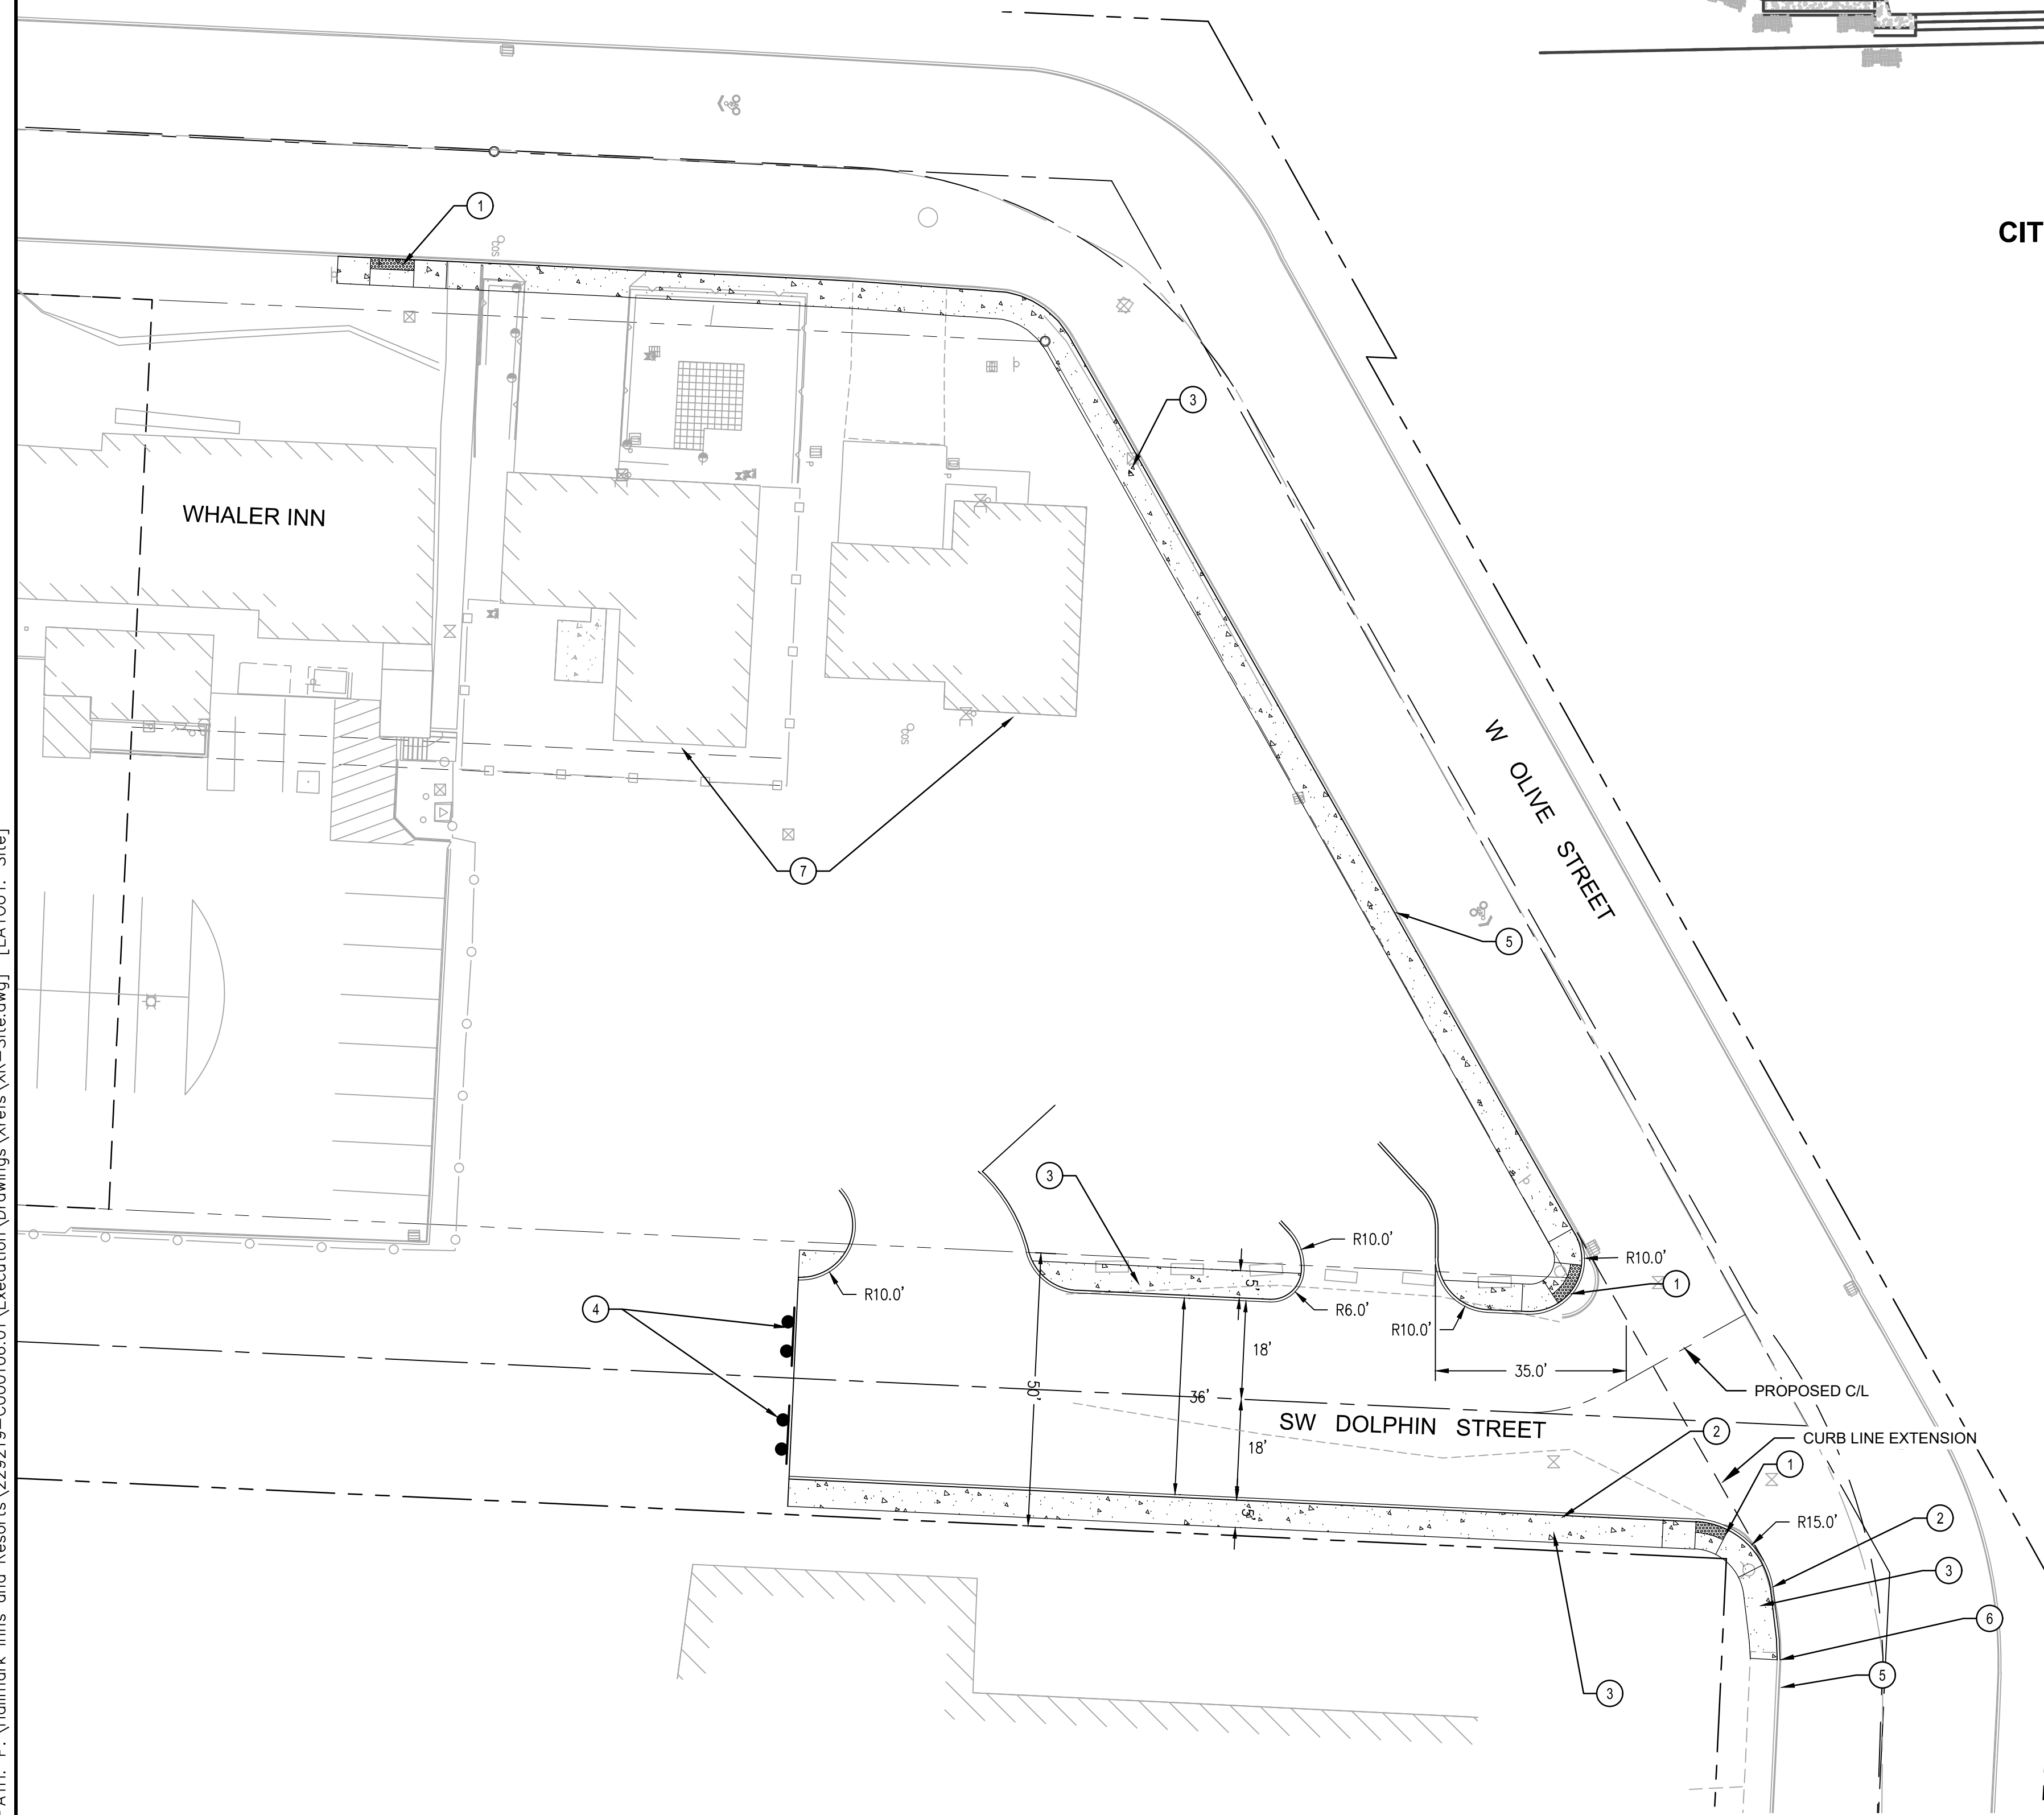 CIT
1
COS
3
WHALER INN
COS
W OLIVE STREET
7
5
3
R10.0'
R10.0'
1
R10.0'
5'
4
R6.0'
R10.0'
18'
35.0'
50'
36'
PROPOSED C/L
SW DOLPHIN STREET
2
CURB LINE EXTENSION
18'
1
5'
R15.0'
2
3
6
5
3